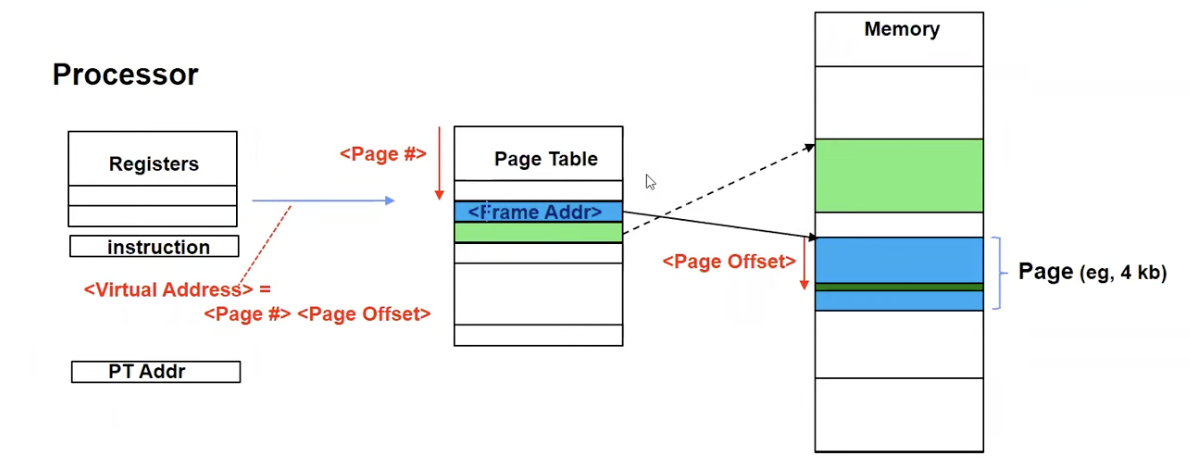 Memory
Processor
Registers
<Page #>
Page Table
<Frame Addr>
instruction
<Page Offset>
Page (eg, 4 kb)
<Virtual Address> =
<Page #> <Page Offset>
PT Addr